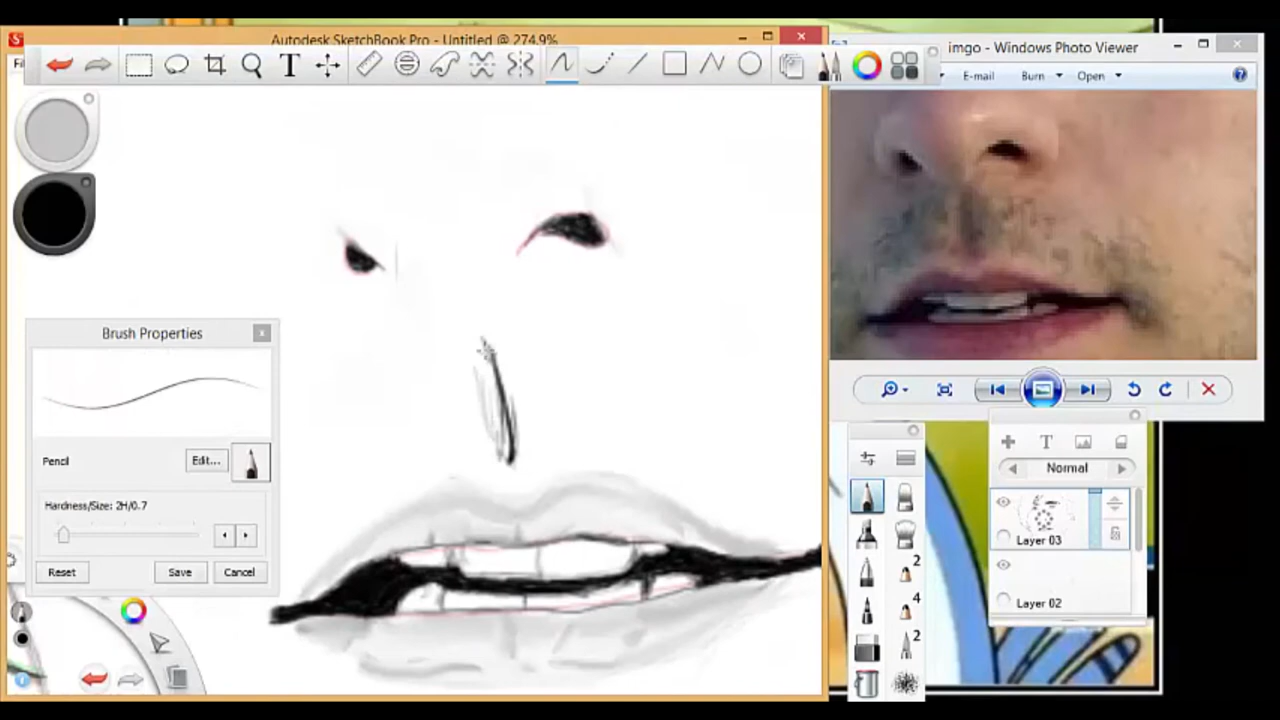 Autodesk SketchBook Pro - Untitled @ 274.9%
imgo - Windows Photo Viewer
E-mail
Burn
Open
T
Brush Properties
Pencil
Edit...
Hardness/Size: 2H/0.7
Reset
Save
Cancel
T
Normal
Layer 03
Layer 02
2
4
2